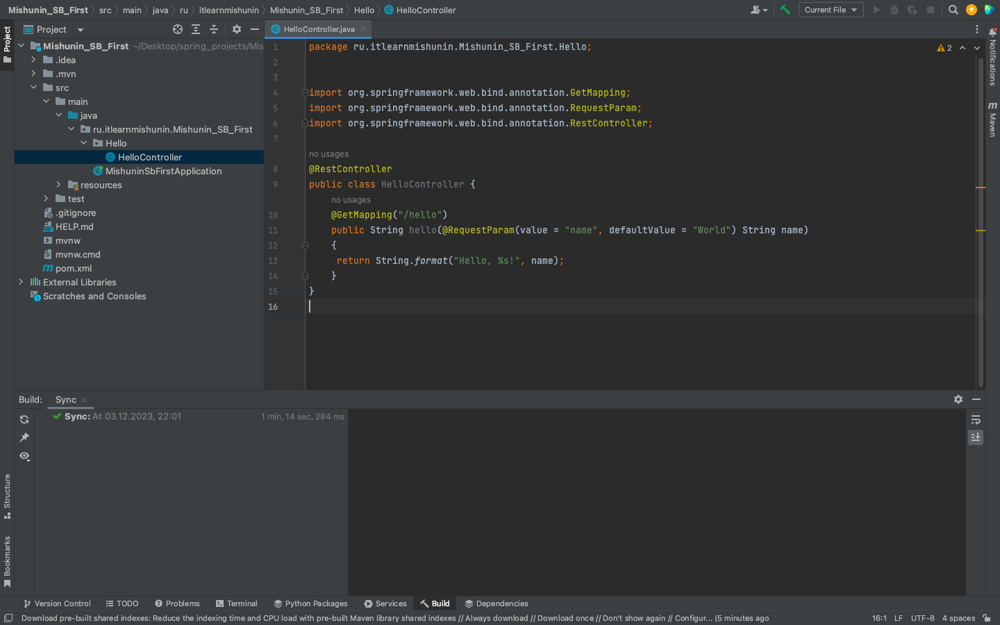 Mishunin_SB_First src main java ru itlearnmishunin Mishunin_SB_First Hello HelloController
Current File
Project
Project
HelloController.java
Mishunin_SB_First ~/Desktop/spring_projects/Mis
.idea
.mvn
src
main
java
ru.itlearnmishunin.Mishunin_SB_First
Hello
HelloController
MishuninSbFirstApplication
resources
test
.gitignore
HELP.md
mvnw
mvnw.cmd
pom.xml
External Libraries
Scratches and Consoles
2
1 package ru.itlearnmishunin.Mishunin_SB_First.Hello;
2
3
4 import org.springframework.web.bind.annotation.GetMapping;
5 import org.springframework.web.bind.annotation.RequestParam;
6 import org.springframework.web.bind.annotation.RestController;
7
no usages
8 @RestController
9 public class HelloController {
no usages
10 @GetMapping("/hello")
11 public String hello(@RequestParam(value = "name", defaultValue = "World") String name)
12 {
13 return String.format("Hello, %s!", name);
14 }
15 }
16
Notifications
Maven
Build: Sync
Sync: At 03.12.2023, 22:01 1 min, 14 sec, 284 ms
Structure
Bookmarks
Version Control TODO Problems Terminal Python Packages Services Build Dependencies
Download pre-built shared indexes: Reduce the indexing time and CPU load with pre-built Maven library shared indexes // Always download // Download once // Don't show again // Configur... (5 minutes ago 16:1 LF UTF-8 4 spaces